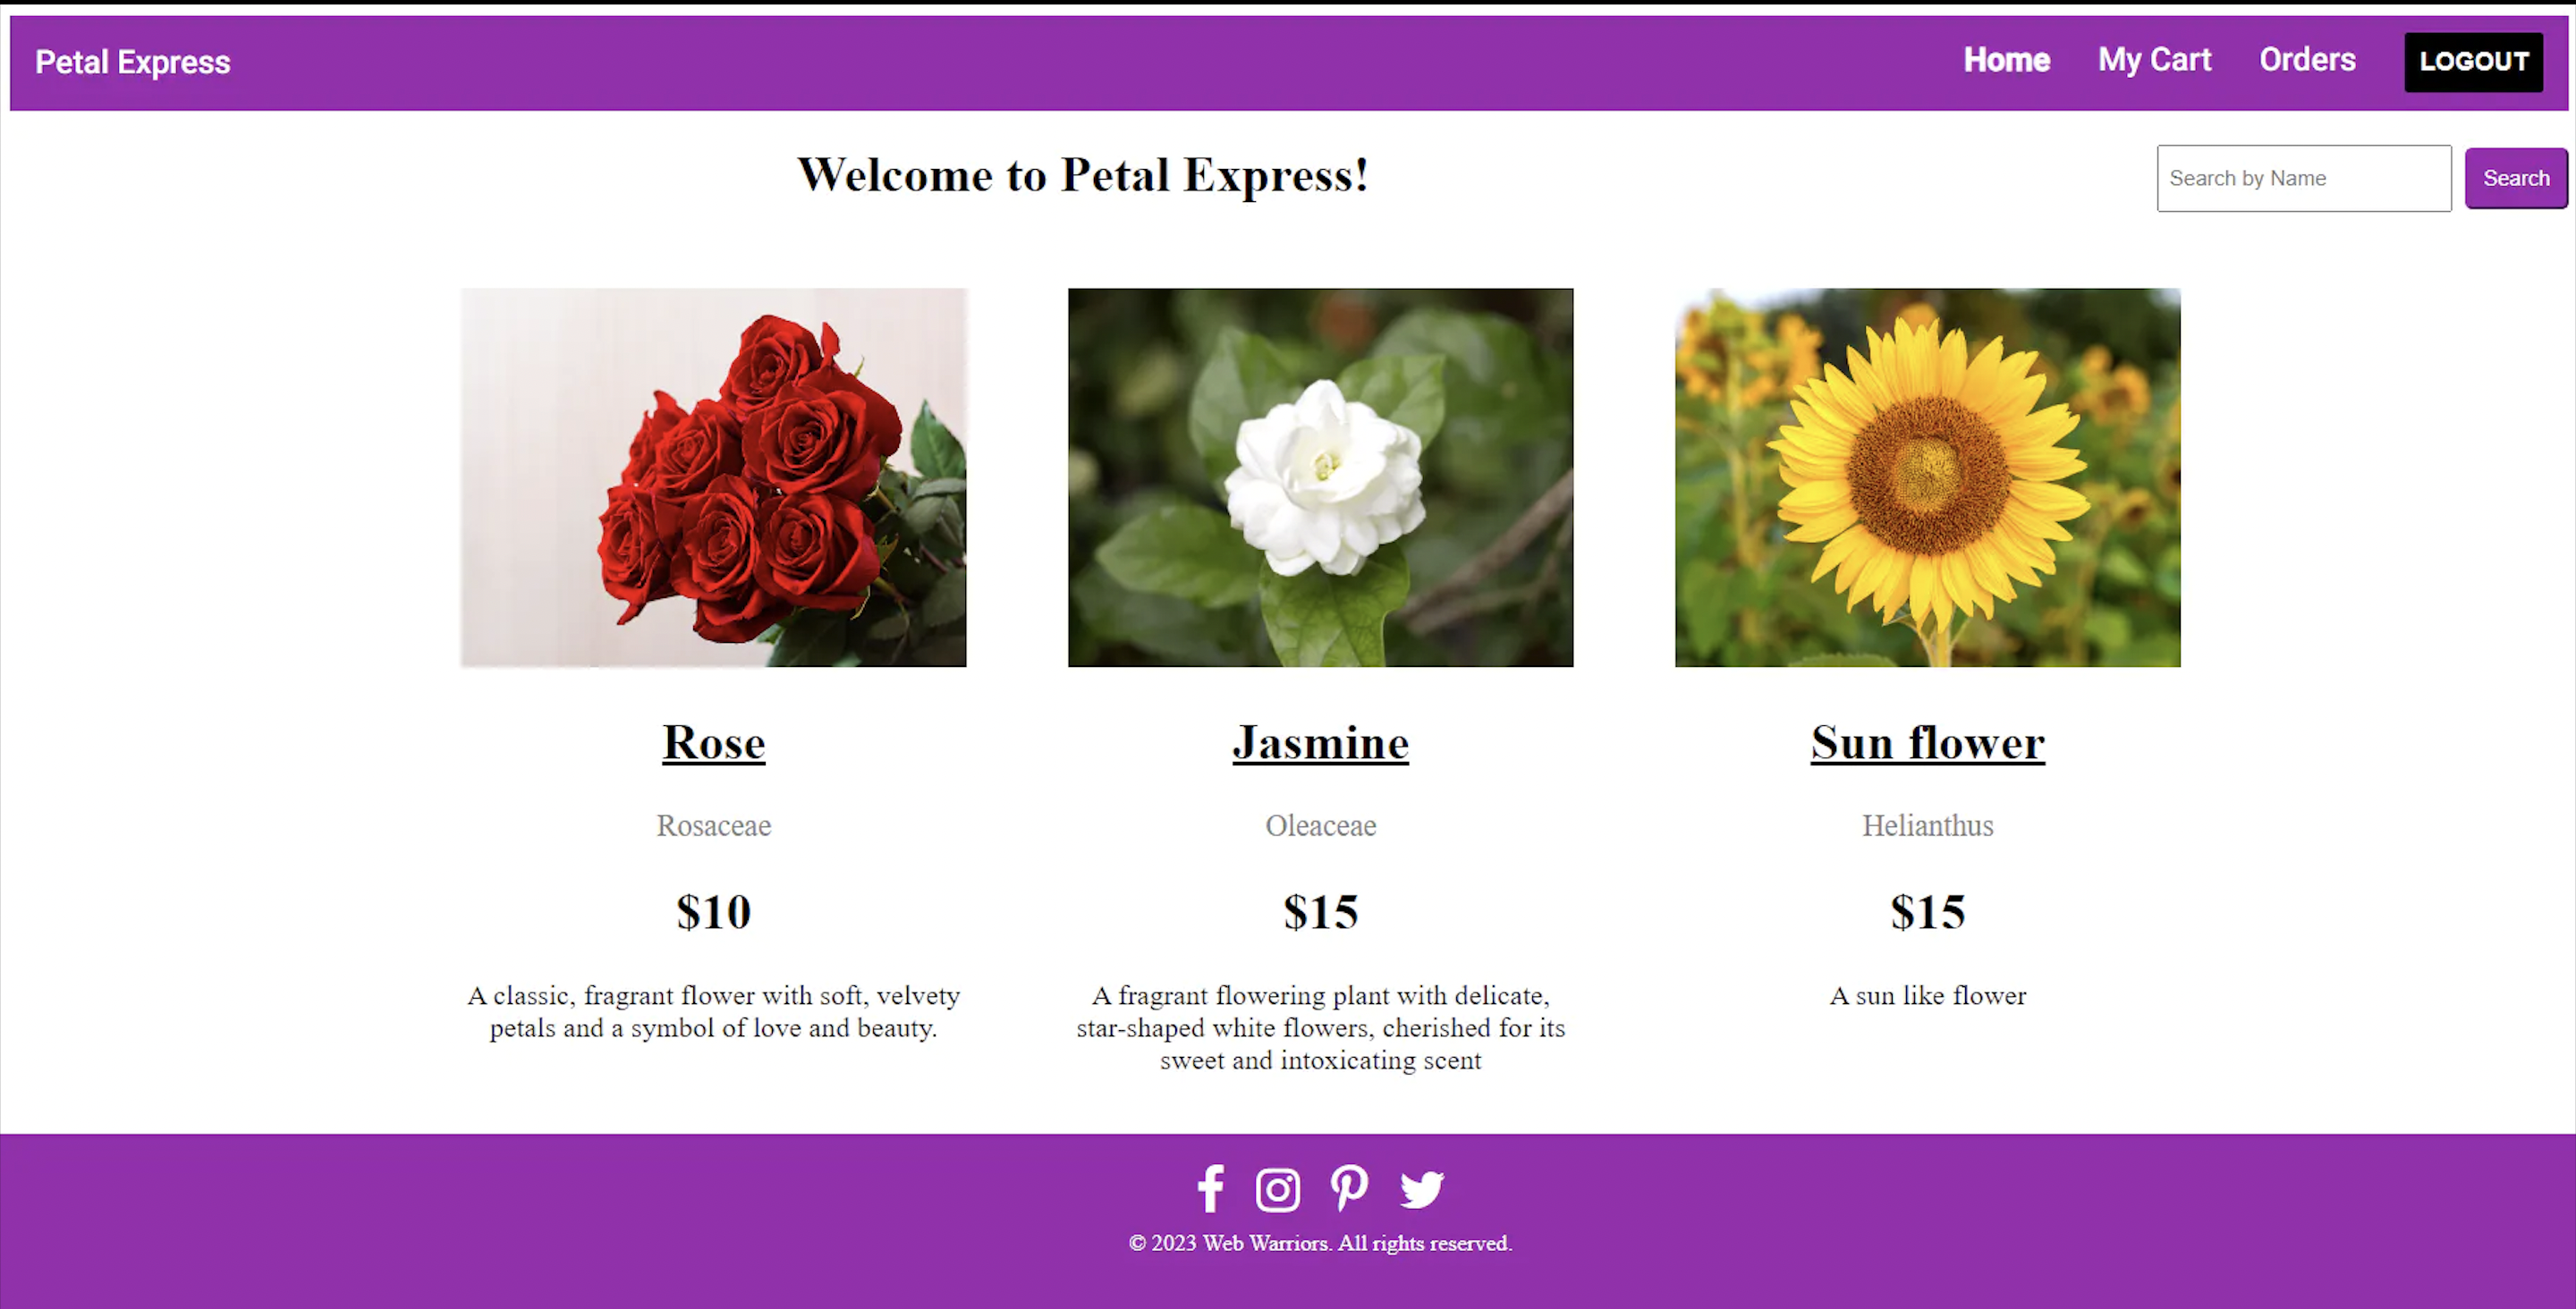 Petal Express
Home My Cart Orders LOGOUT
Welcome to Petal Express!
Search by Name Search
Rose
Rosaceae
$10
A classic, fragrant flower with soft, velvety
petals and a symbol of love and beauty.
Jasmine
Oleaceae
$15
A fragrant flowering plant with delicate,
star-shaped white flowers, cherished for its
sweet and intoxicating scent
Sun flower
Helianthus
$15
A sun like flower
© 2023 Web Warriors. All rights reserved.